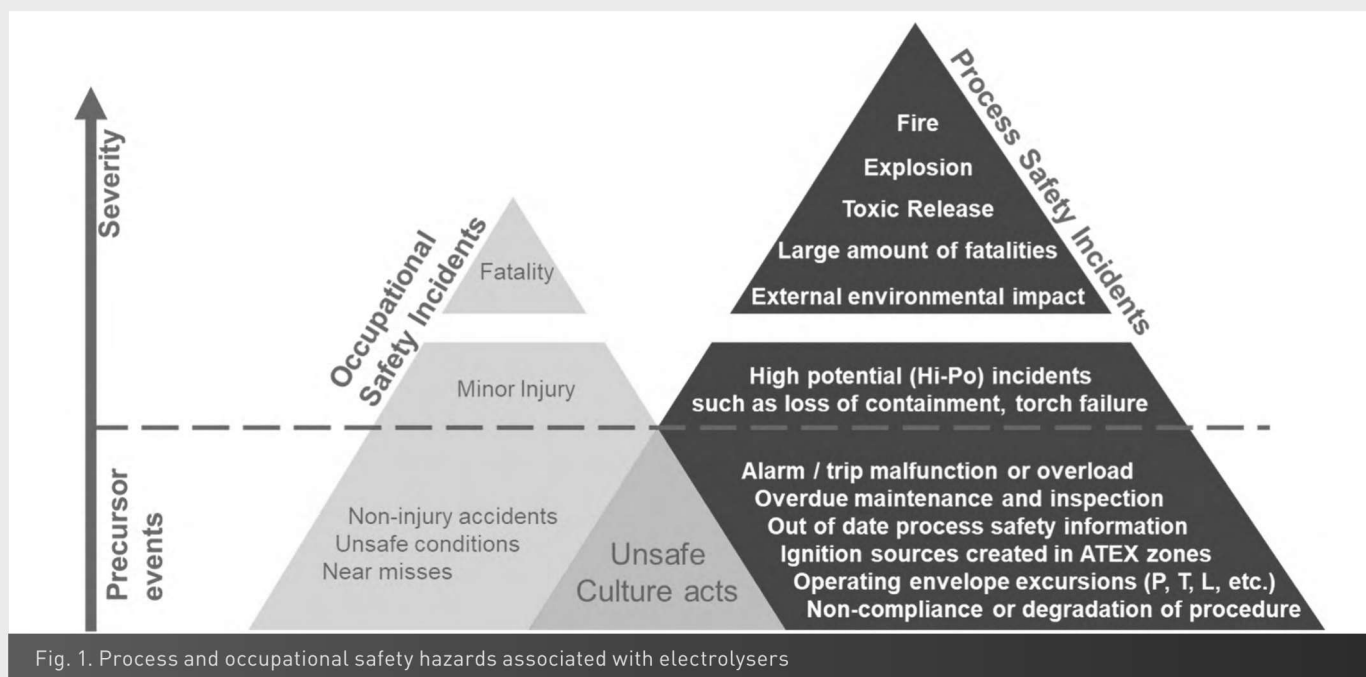 Severity
Precursor
events
Occupational
Safety Incidents
Fatality
Minor Injury
Non-injury accidents
Unsafe conditions
Near misses
Unsafe
Culture acts
Process Safety Incidents
Fire
Explosion
Toxic Release
Large amount of fatalities
External environmental impact
High potential (Hi-Po) incidents
such as loss of containment, torch failure
Alarm / trip malfunction or overload
Overdue maintenance and inspection
Out of date process safety information
Ignition sources created in ATEX zones
Operating envelope excursions (P, T, L, etc.)
Non-compliance or degradation of procedure
Fig. 1. Process and occupational safety hazards associated with electrolysers